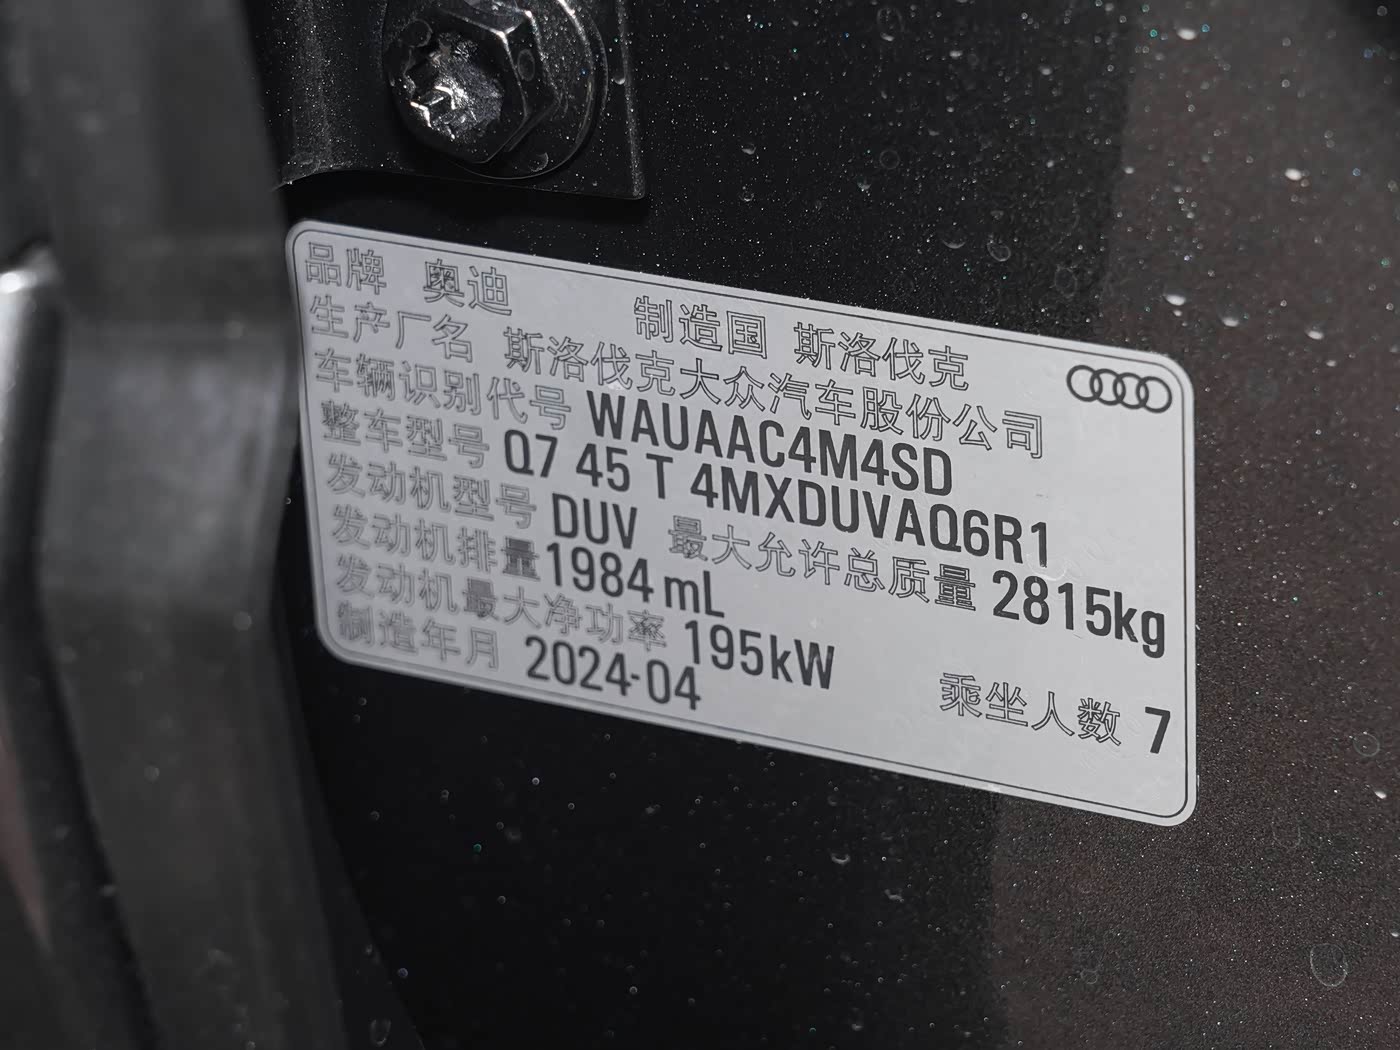 品牌 奥迪 制造国 斯洛伐克
生产厂名 斯洛伐克大众汽车股份公司
车辆识别代号 WAUAAC4M4SD
整车型号 Q7 45 T 4MXDUVAQ6R1
发动机型号 DUV 最大允许总质量 2815kg
发动机排量 1984 mL
发动机最大净功率 195kW
制造年月 2024-04 乘坐人数 7